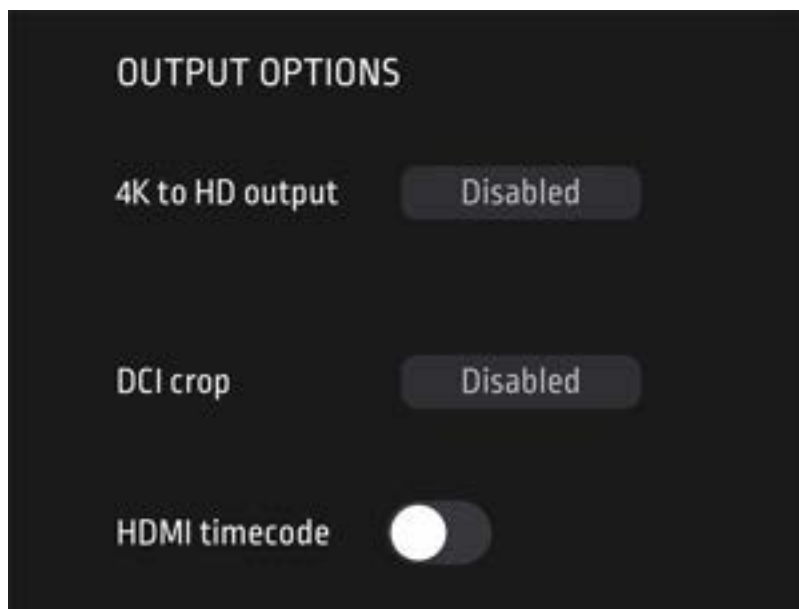 OUTPUT OPTIONS
4K to HD output Disabled
DCI crop Disabled
HDMI timecode